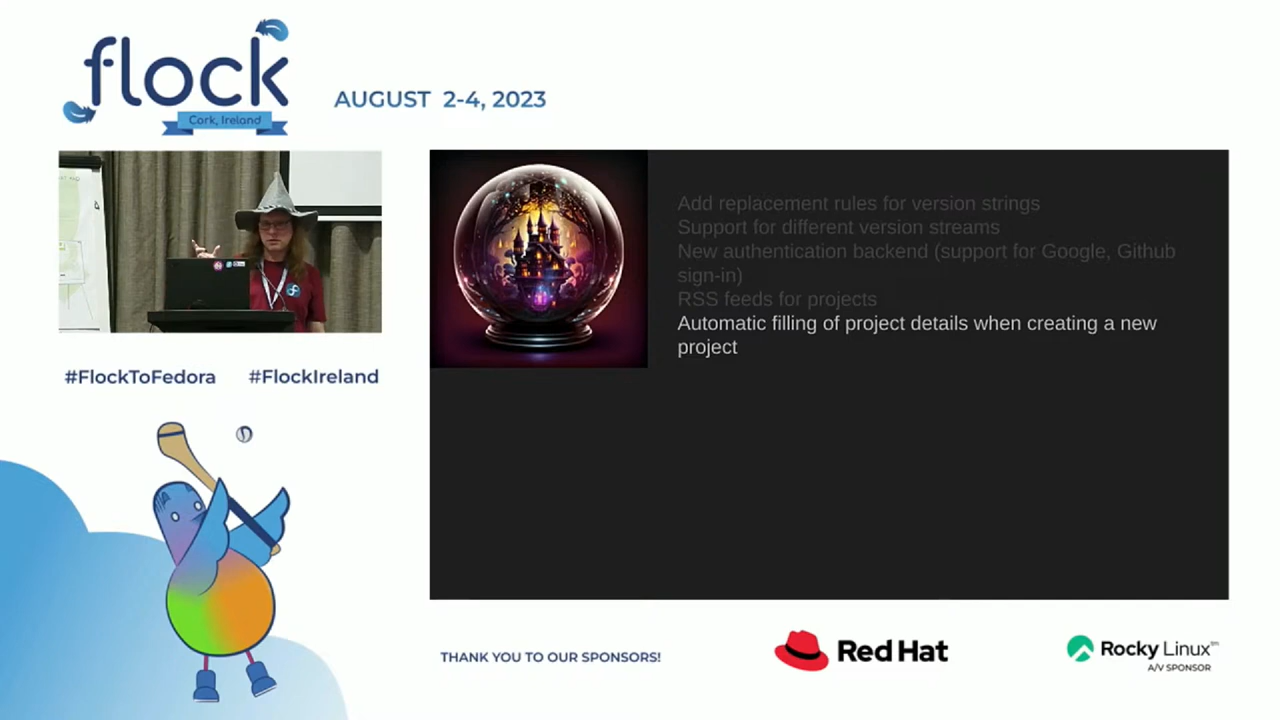 flock
Cork, Ireland
AUGUST 2-4, 2023
Add replacement rules for version strings
Support for different version streams
New authentication backend (support for Google, Github
sign-in)
RSS feeds for projects
Automatic filling of project details when creating a new
project
#FlockToFedora #FlockIreland
THANK YOU TO OUR SPONSORS!
Red Hat
Rocky Linux™
A/V SPONSOR